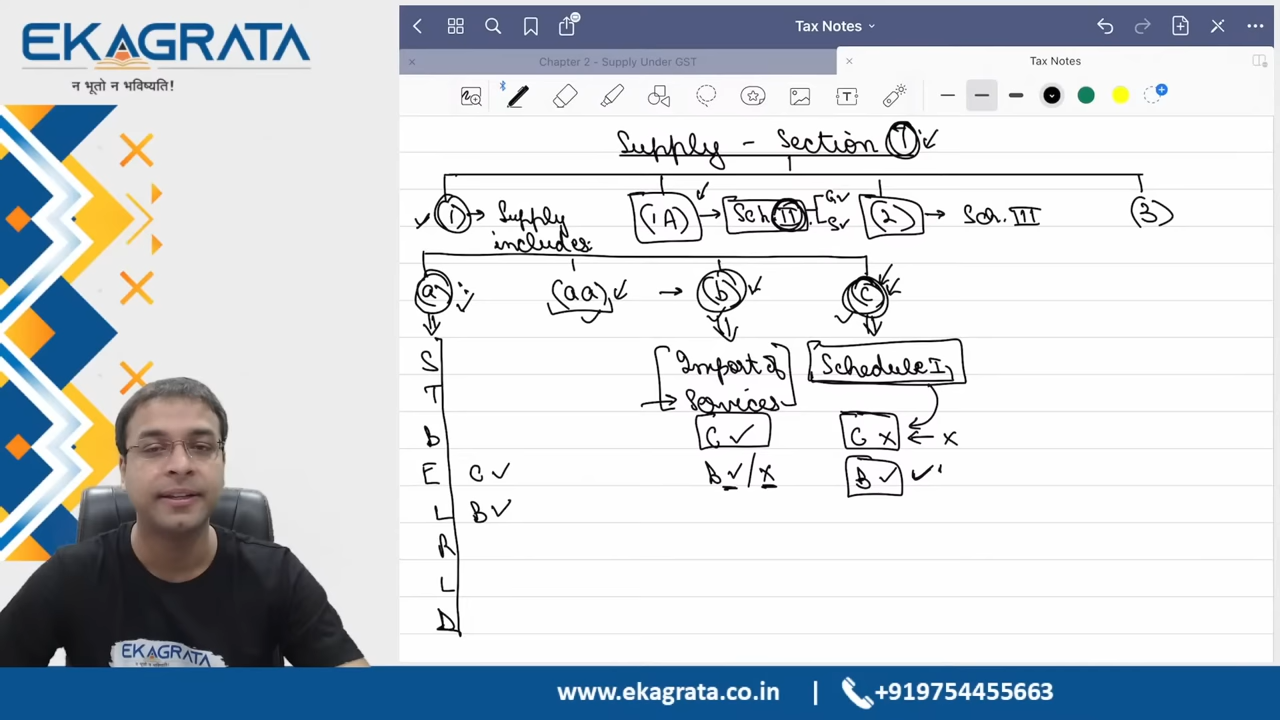 EKAGRATA
न भूतो न भविष्यति!
Tax Notes
Chapter 2 - Supply Under GST
Tax Notes
Supply - Section 7
(1) → Supply includes
(1A) → Sch. II
G✓
S✓
(2) → Sch. III
(3)
a
(aa)
→ b
c
Import of
→ Services
Schedule I
S
T
B
E
L
R
L
D
C ✓
B ✓
C ✓
B ✓ / x
C x ← x
B ✓ ✓
EKAGRATA
www.ekagrata.co.in | +919754455663